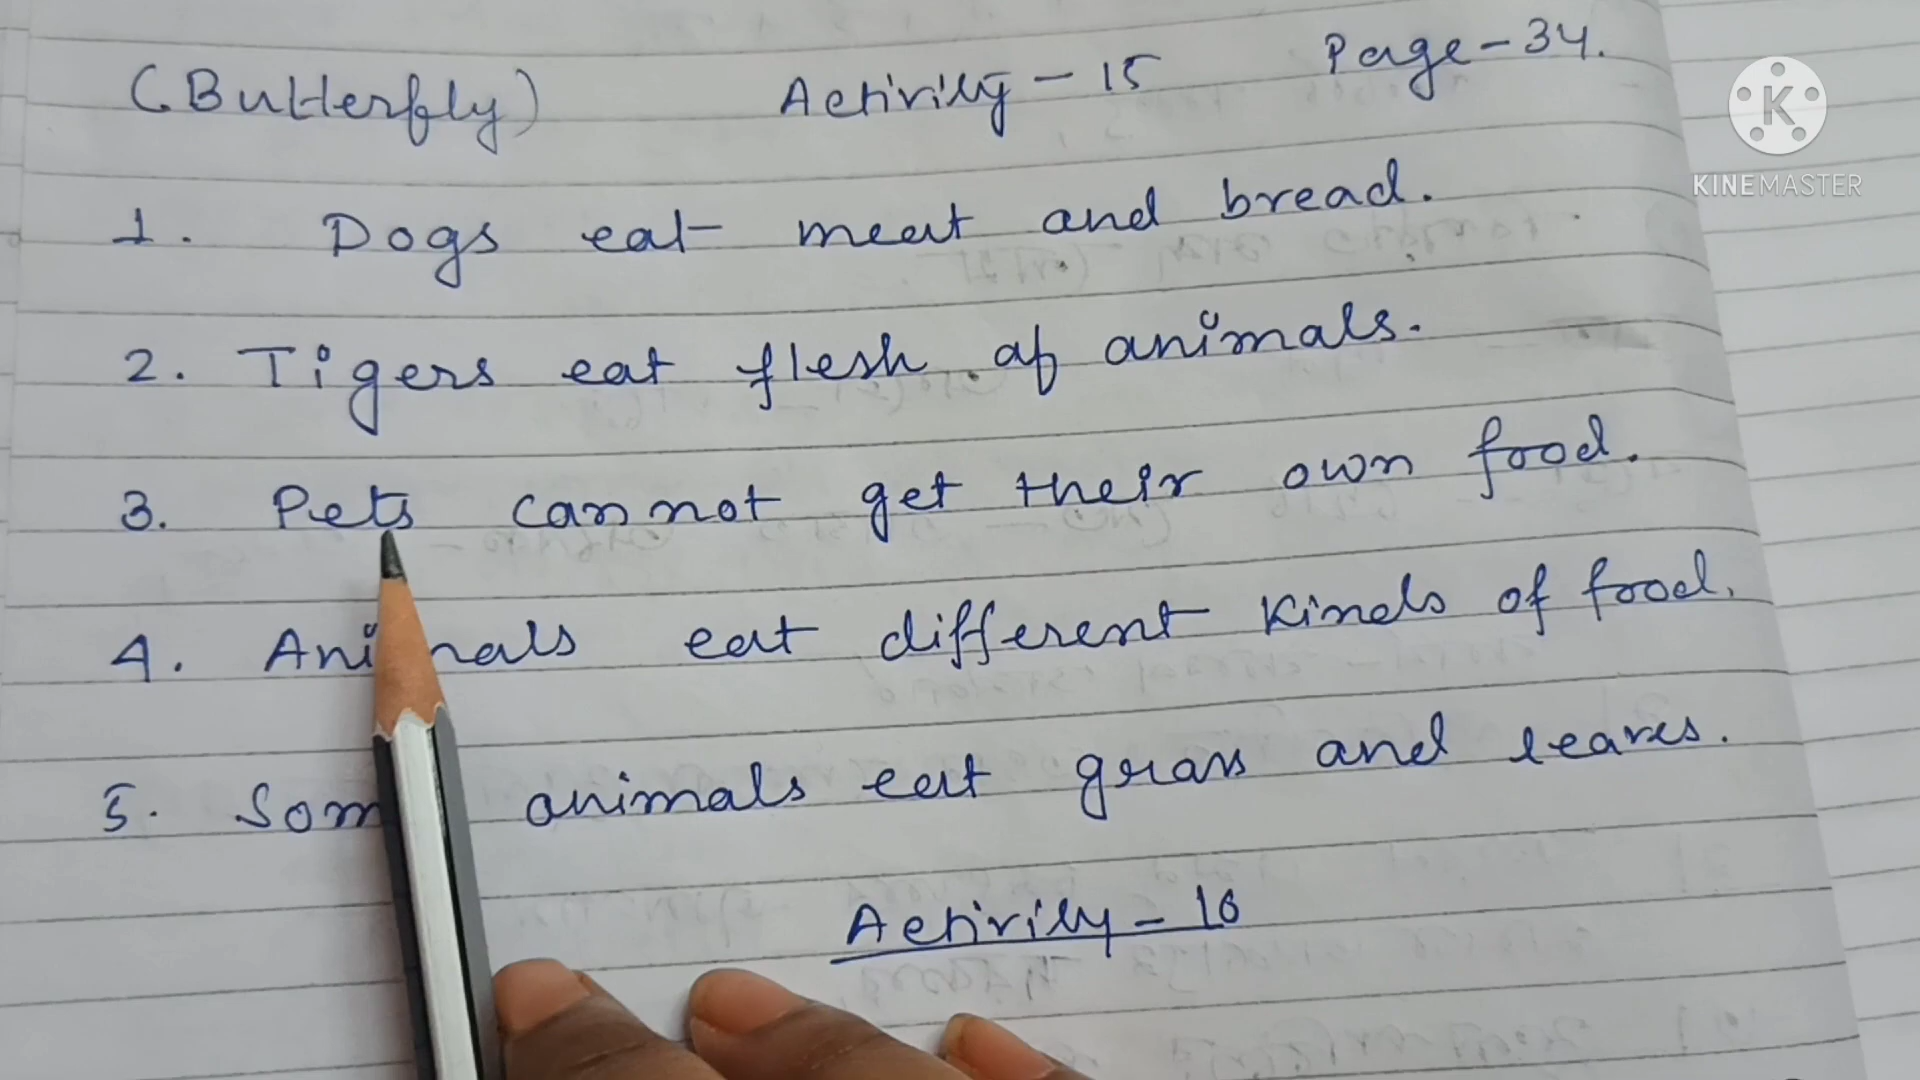 (Butterfly) Activity - 15 Page - 34.
KINEMASTER
1. Dogs eat meat and bread.
2. Tigers eat flesh of animals.
3. Pets cannot get their own food.
4. Animals eat different kinds of food.
5. Some animals eat grass and leaves.
Activity - 16